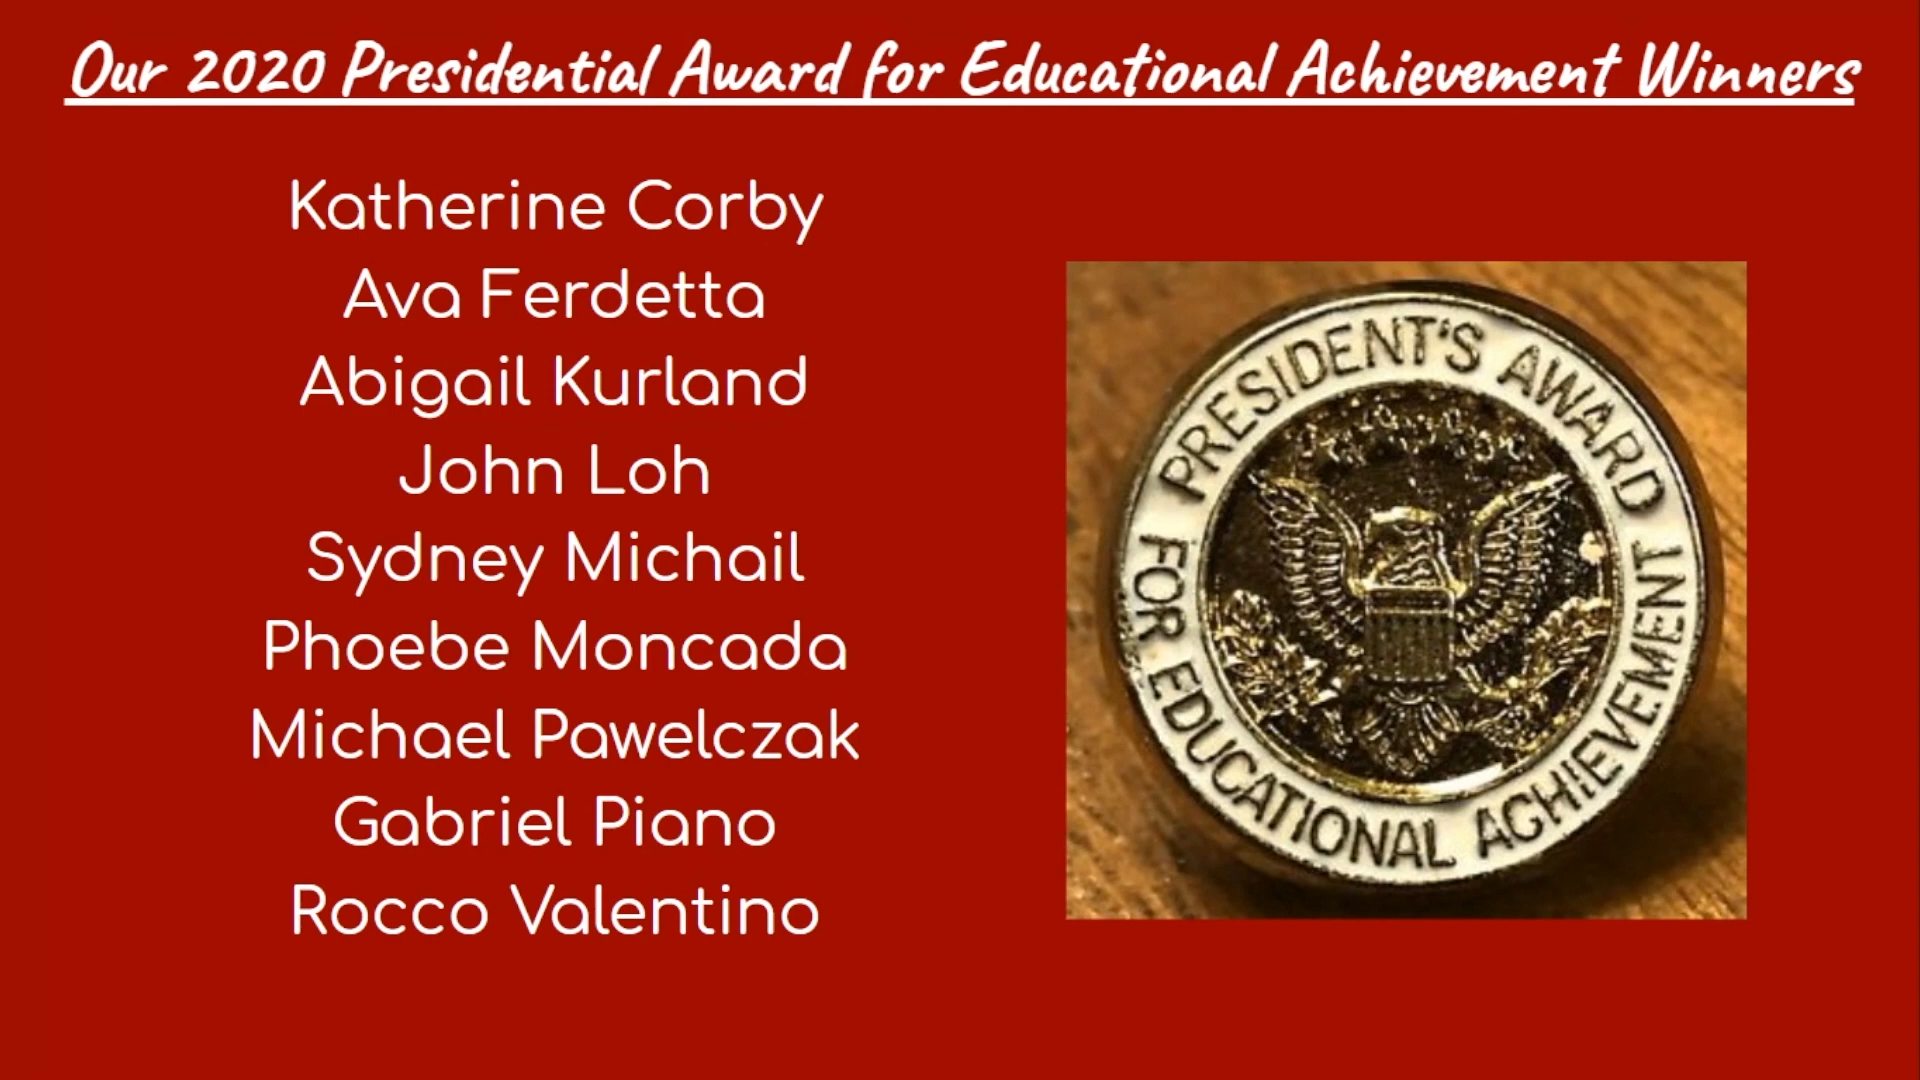 Our 2020 Presidential Award for Educational Achievement Winners
Katherine Corby
Ava Ferdetta
Abigail Kurland
John Loh
Sydney Michail
Phoebe Moncada
Michael Pawelczak
Gabriel Piano
Rocco Valentino
PRESIDENT'S AWARD
FOR EDUCATIONAL ACHIEVEMENT